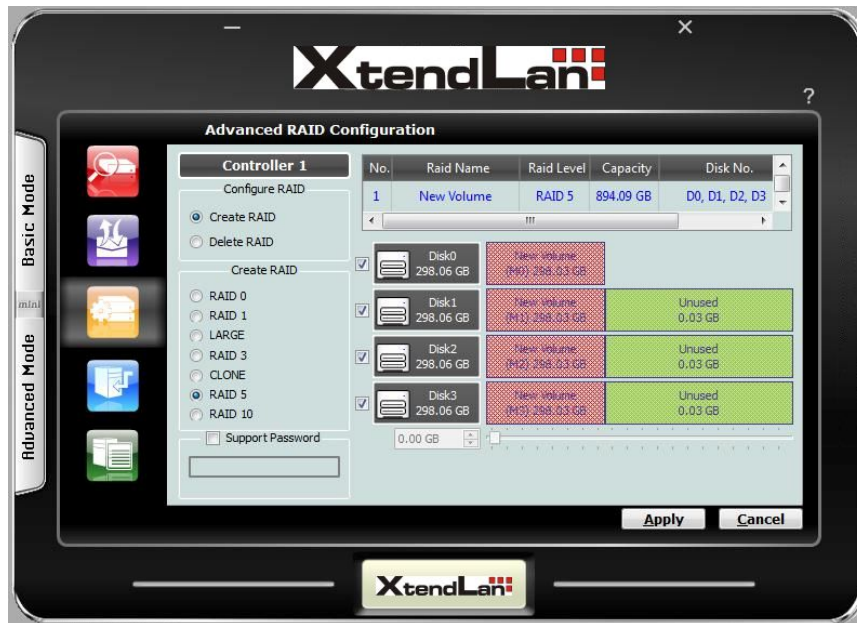 XtendLan
?
Advanced RAID Configuration
Basic Mode
mini
Advanced Mode
Controller 1
Configure RAID
Create RAID
Delete RAID
Create RAID
RAID 0
RAID 1
LARGE
RAID 3
CLONE
RAID 5
RAID 10
Support Password
No. Raid Name Raid Level Capacity Disk No.
1 New Volume RAID 5 894.09 GB D0, D1, D2, D3
Disk0
298.06 GB
New Volume
(M0) 298.03 GB
Disk1
298.06 GB
New Volume
(M1) 298.03 GB
Unused
0.03 GB
Disk2
298.06 GB
New Volume
(M2) 298.03 GB
Unused
0.03 GB
Disk3
298.06 GB
New Volume
(M3) 298.03 GB
Unused
0.03 GB
0.00 GB
Apply Cancel
XtendLan